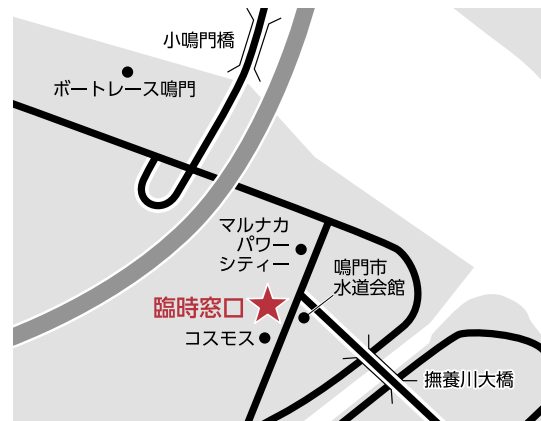 小鳴門橋
ボートレース鳴門
マルナカ
パワー
シティー
鳴門市
水道会館
臨時窓口
コスモス
撫養川大橋